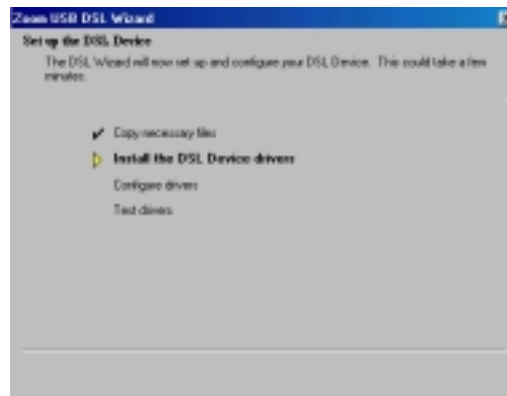 Zoom USB DSL Wizard
Set up the DSL Device
The DSL Wizard will now set up and configure your DSL Device. This could take a few
minutes.
Copy necessary files
Install the DSL Device drivers
Configure drivers
Test drivers